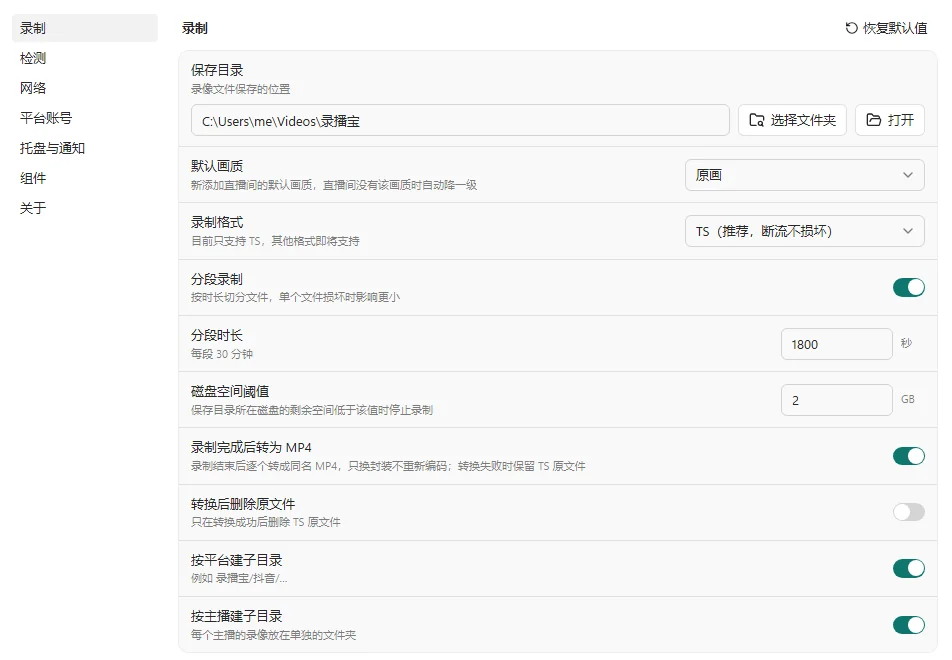 录制
检测
网络
平台账号
托盘与通知
组件
关于
录制
恢复默认值
保存目录
录像文件保存的位置
C:\Users\me\Videos\录播宝
选择文件夹
打开
默认画质
新添加直播间的默认画质，直播间没有该画质时自动降一级
原画
录制格式
目前只支持 TS，其他格式即将支持
TS（推荐，断流不损坏）
分段录制
按时长切分文件，单个文件损坏时影响更小
分段时长
每段 30 分钟
1800 秒
磁盘空间阈值
保存目录所在磁盘的剩余空间低于该值时停止录制
2 GB
录制完成后转为 MP4
录制结束后逐个转成同名 MP4，只换封装不重新编码；转换失败时保留 TS 原文件
转换后删除原文件
只在转换成功后删除 TS 原文件
按平台建子目录
例如 录播宝/抖音/...
按主播建子目录
每个主播的录像放在单独的文件夹